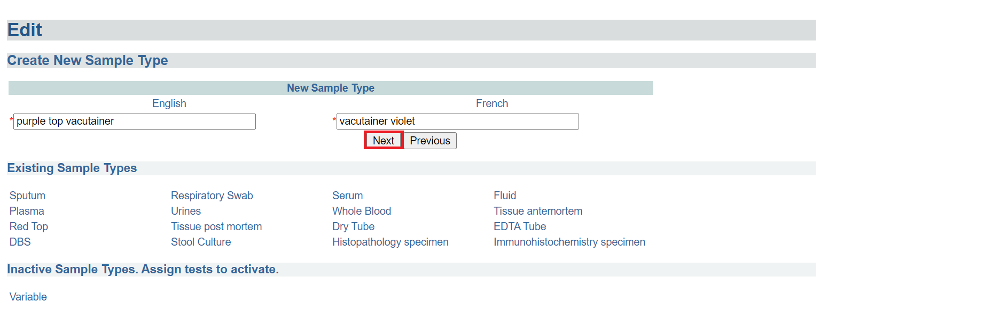 Edit
Create New Sample Type
New Sample Type
English French
*purple top vacutainer *vacutainer violet
Next Previous
Existing Sample Types
Sputum Respiratory Swab Serum Fluid
Plasma Urines Whole Blood Tissue antemortem
Red Top Tissue post mortem Dry Tube EDTA Tube
DBS Stool Culture Histopathology specimen Immunohistochemistry specimen
Inactive Sample Types. Assign tests to activate.
Variable